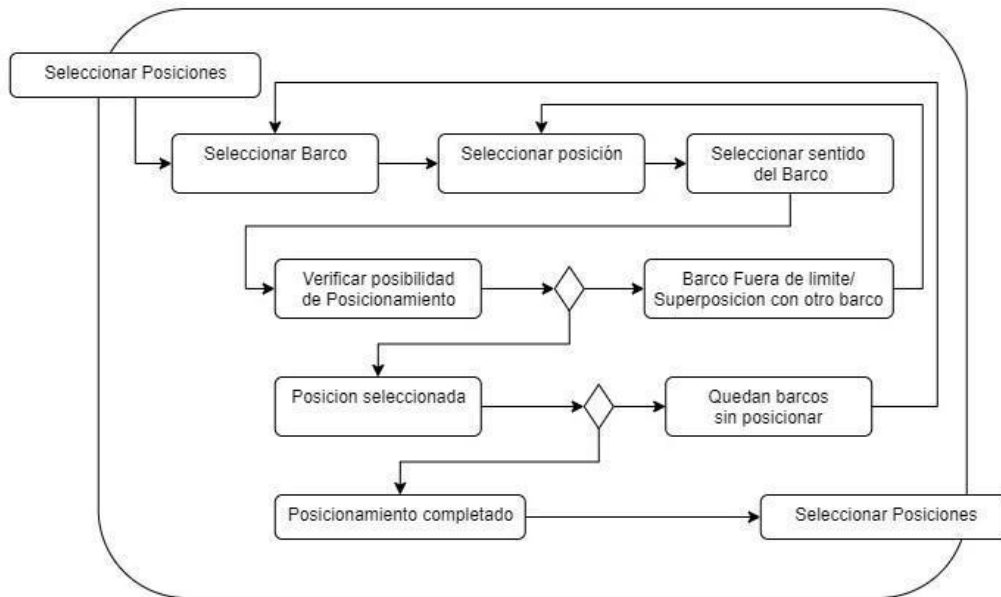 Seleccionar Posiciones
Seleccionar Barco
Seleccionar posición
Seleccionar sentido
del Barco
Verificar posibilidad
de Posicionamiento
Barco Fuera de limite/
Superposicion con otro barco
Posicion seleccionada
Quedan barcos
sin posicionar
Posicionamiento completado
Seleccionar Posiciones